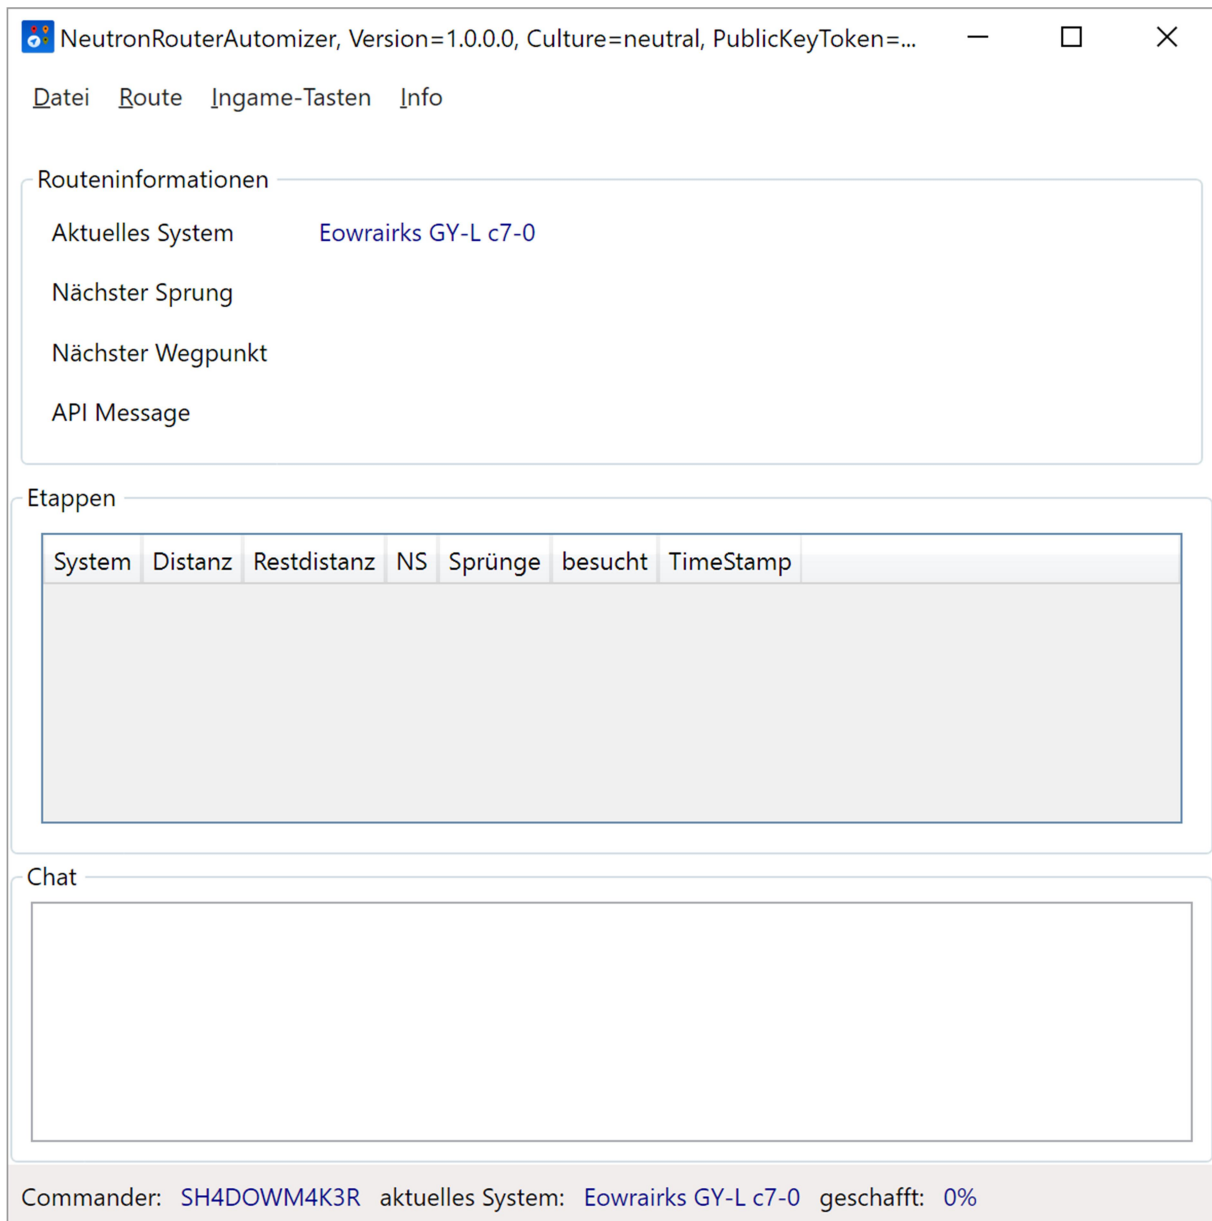 NeutronRouterAutomizer, Version=1.0.0.0, Culture=neutral, PublicKeyToken=...
Datei Route Ingame-Tasten Info
Routeninformationen
Aktuelles System Eowrairks GY-L c7-0
Nächster Sprung
Nächster Wegpunkt
API Message
Etappen
System Distanz Restdistanz NS Sprünge besucht TimeStamp
Chat
Commander: SH4DOWM4K3R aktuelles System: Eowrairks GY-L c7-0 geschafft: 0%